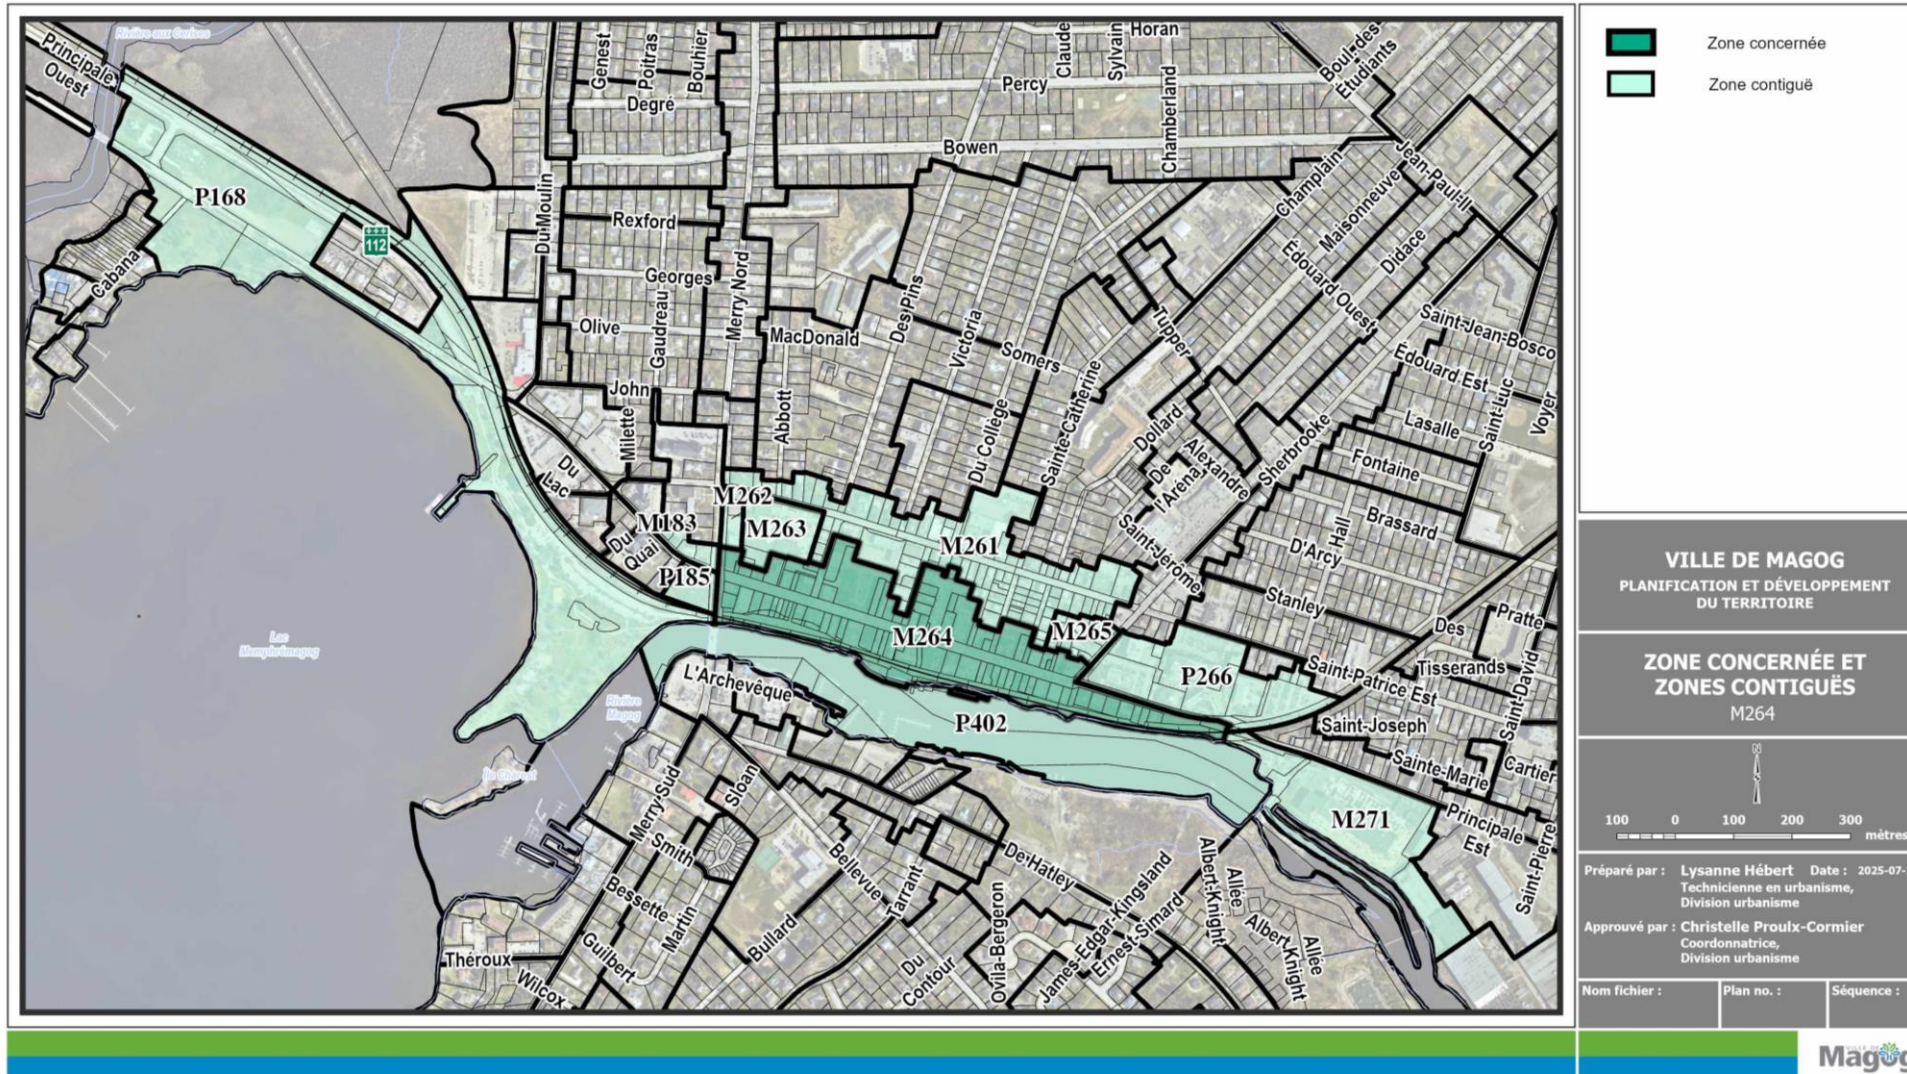 Rivière aux Cerises
Principale
Ouest
Genest
Poitras
Bouhier
Degré
Claude
Sylvain
Horan
Percy
Chamberland
Boul-des-
Étudiants
Bowen
P168
112
Cabana
Du Moulin
Rexford
Georges
Gaudreau
Olive
Merry Nord
MacDonald
Des Pins
Victoria
Somers
Champlain
Maisonneuve
Jean-Paul-II
Didace
Édouard Ouest
Tupper
Saint-Jean-Bosco
Édouard Est
Saint-Luc
Voyer
John
Milette
Abbott
Du Collège
Sainte-Catherine
Dollard
De
l'Aréna
Alexandre
Sherbrooke
Lasalle
Fontaine
Du
Lac
Du
Quai
M262
M183
M263
M261
P185
Saint-Jérôme
Hall
Brassard
D'Arcy
Stanley
Des
Tisserands
Pratte
Saint-David
M264
M265
P266
Saint-Patrice Est
Saint-Joseph
Sainte-Marie
Cartier
Lac
Memphrémagog
L'Archevêque
Rivière
Magog
P402
Île Charest
M271
Principale
Est
Saint-Pierre
Merry Sud
Sloan
Smith
Bessette
Martin
Guilbert
Théroux
Wilcox
Bullard
Bellevue
Tarrant
De Hatley
Du
Contour
Ovila-Bergeron
James-Edgar-Kingsland
Ernest-Simard
Allée
Albert-Knight
Allée
Albert-Knight
Zone concernée
Zone contiguë
VILLE DE MAGOG
PLANIFICATION ET DÉVELOPPEMENT
DU TERRITOIRE
ZONE CONCERNÉE ET
ZONES CONTIGUËS
M264
N
100 0 100 200 300
mètres
Préparé par : Lysanne Hébert Date : 2025-07-
Technicienne en urbanisme,
Division urbanisme
Approuvé par : Christelle Proulx-Cormier
Coordonnatrice,
Division urbanisme
Nom fichier : Plan no. : Séquence :
VILLE DE
Magog